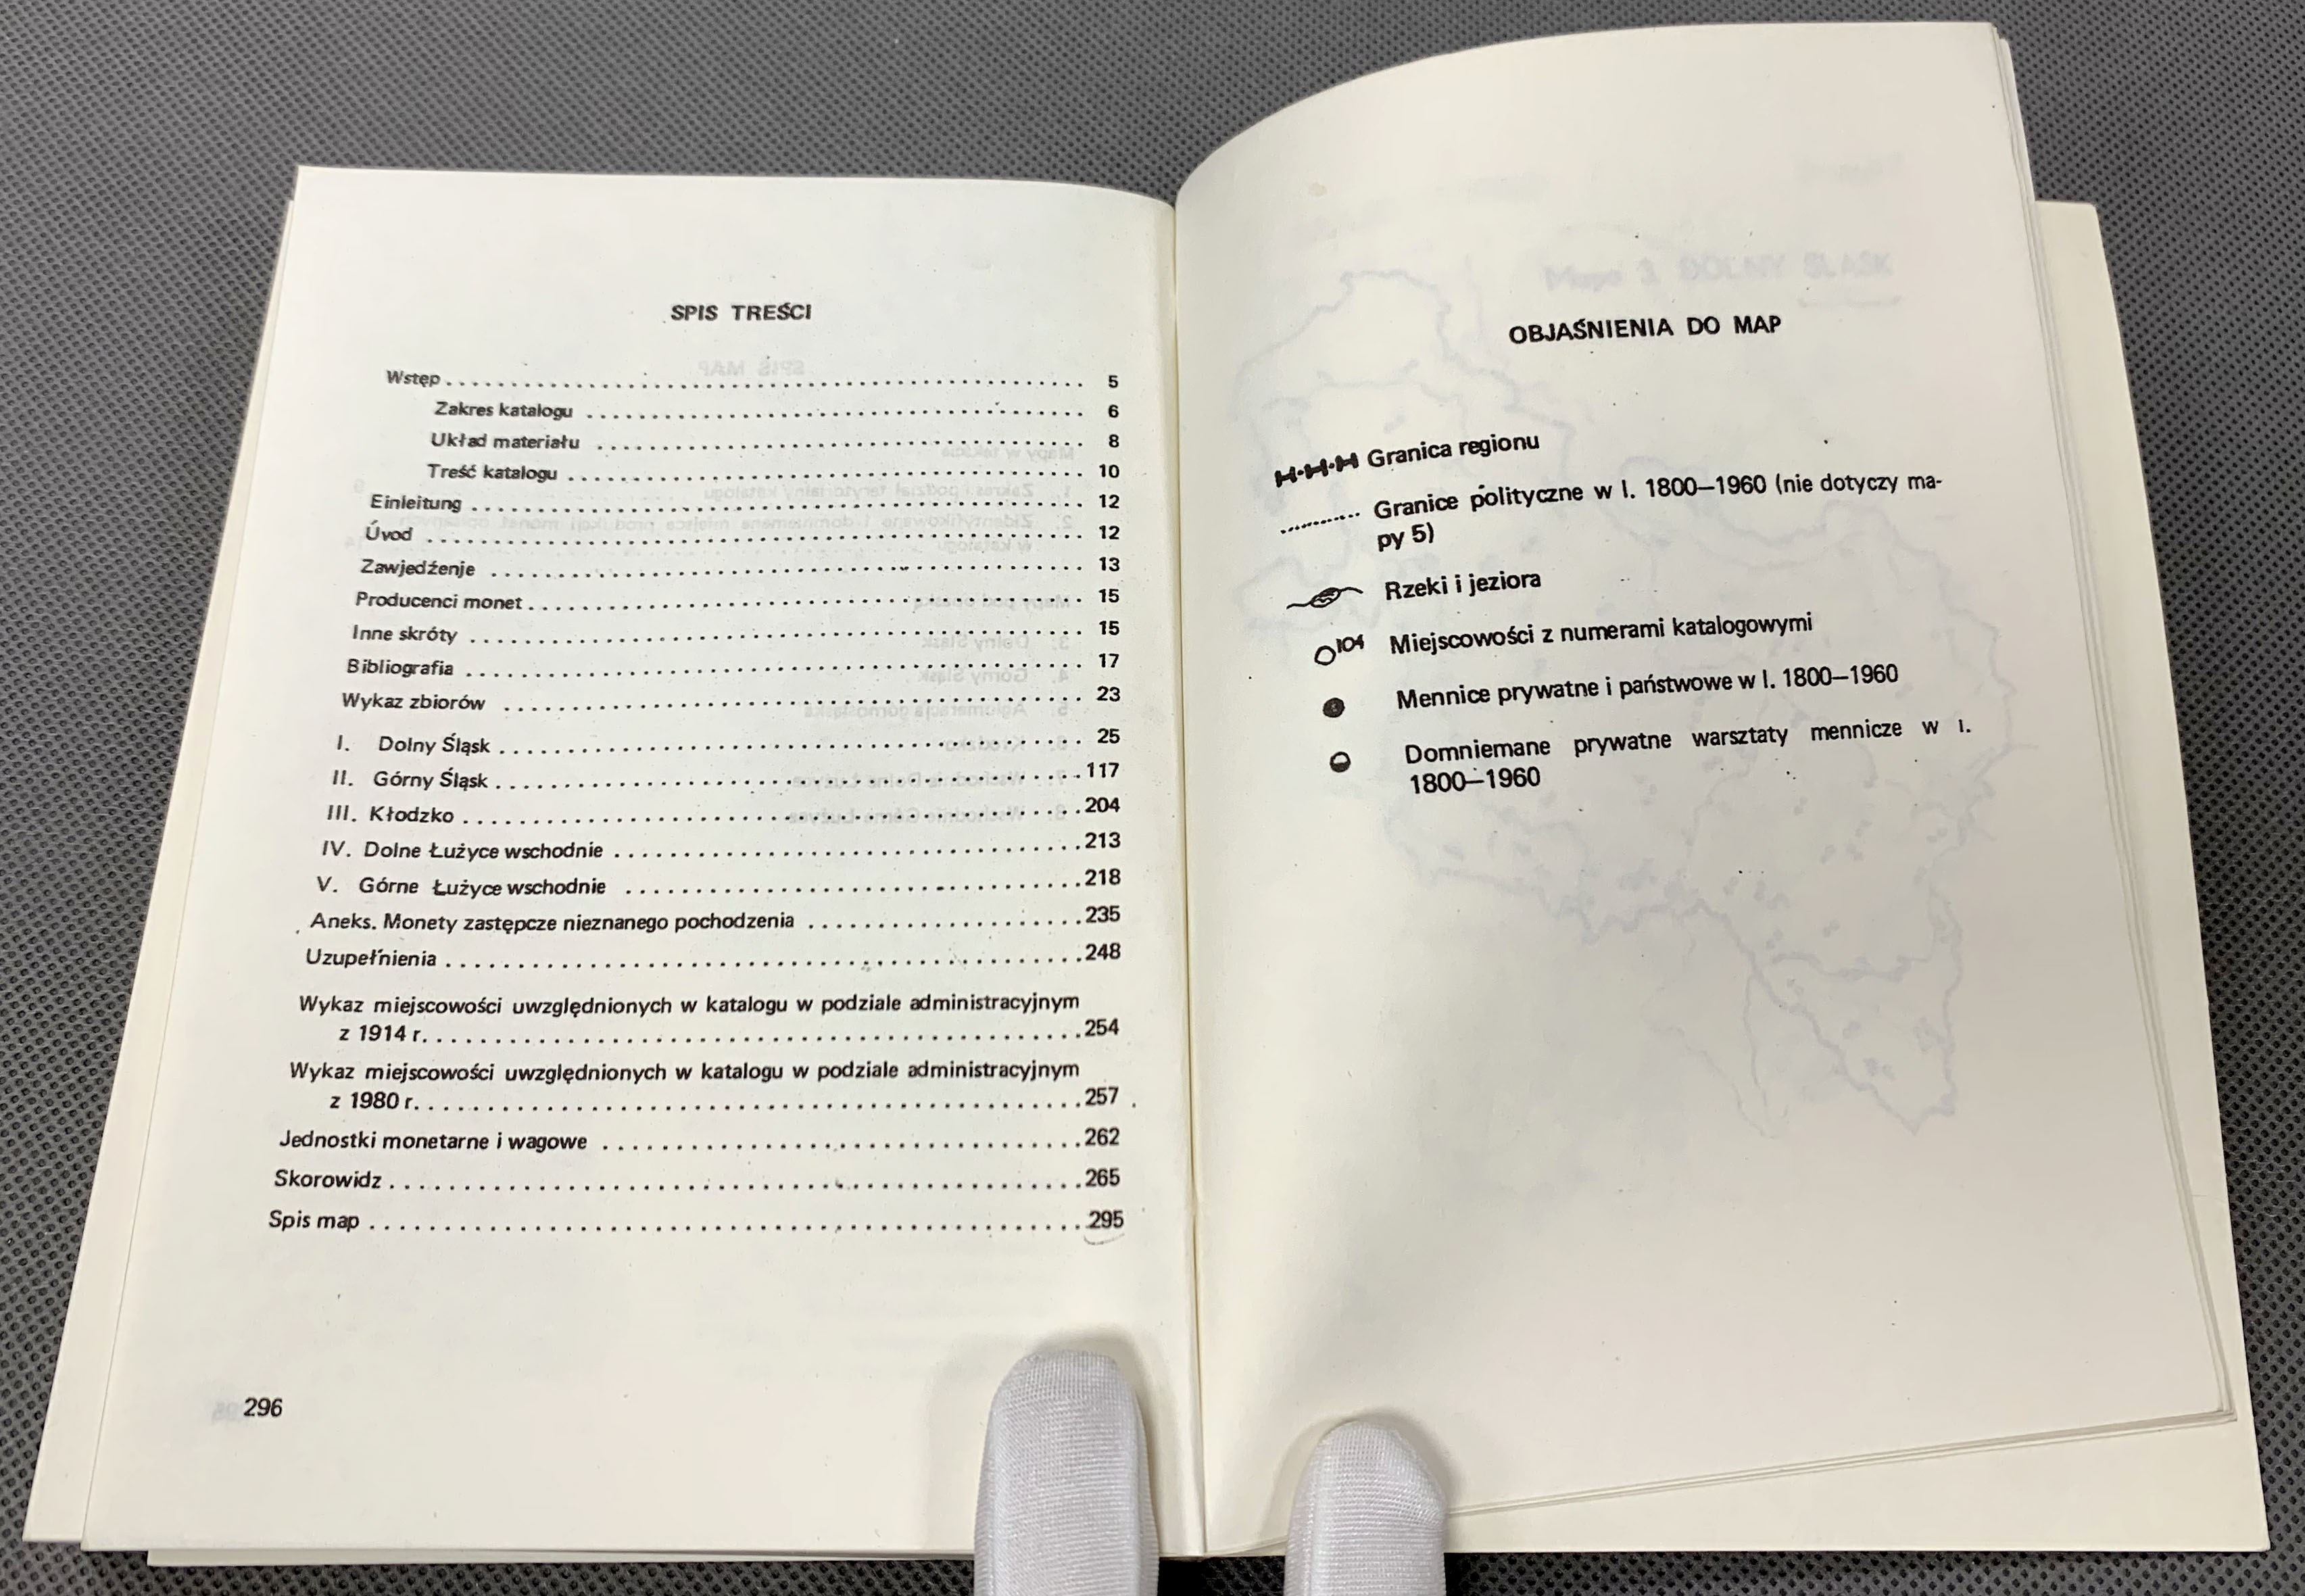 SPIS TREŚCI
Wstęp . . . . . . . . . . 5
Zakres katalogu . . . . . . . . . . 6
Układ materiału . . . . . . . . . . 8
Treść katalogu . . . . . . . . . . 10
Einleitung . . . . . . . . . . 12
Úvod . . . . . . . . . . 12
Zawjedźenje . . . . . . . . . . 13
Producenci monet . . . . . . . . . . 15
Inne skróty . . . . . . . . . . 15
Bibliografia . . . . . . . . . . 17
Wykaz zbiorów . . . . . . . . . . 23
I. Dolny Śląsk . . . . . . . . . . 25
II. Górny Śląsk . . . . . . . . . . 117
III. Kłodzko . . . . . . . . . . 204
IV. Dolne Łużyce wschodnie . . . . . . . . . . 213
V. Górne Łużyce wschodnie . . . . . . . . . . 218
Aneks. Monety zastępcze nieznanego pochodzenia . . . . . . . . . . 235
Uzupełnienia . . . . . . . . . . 248
Wykaz miejscowości uwzględnionych w katalogu w podziale administracyjnym
z 1914 r. . . . . . . . . . . 254
Wykaz miejscowości uwzględnionych w katalogu w podziale administracyjnym
z 1980 r. . . . . . . . . . . 257
Jednostki monetarne i wagowe . . . . . . . . . . 262
Skorowidz . . . . . . . . . . 265
Spis map . . . . . . . . . . 295
296
OBJAŚNIENIA DO MAP
Granica regionu
Granice polityczne w l. 1800—1960 (nie dotyczy ma-
py 5)
Rzeki i jeziora
104 Miejscowości z numerami katalogowymi
Mennice prywatne i państwowe w l. 1800—1960
Domniemane prywatne warsztaty mennicze w l.
1800—1960